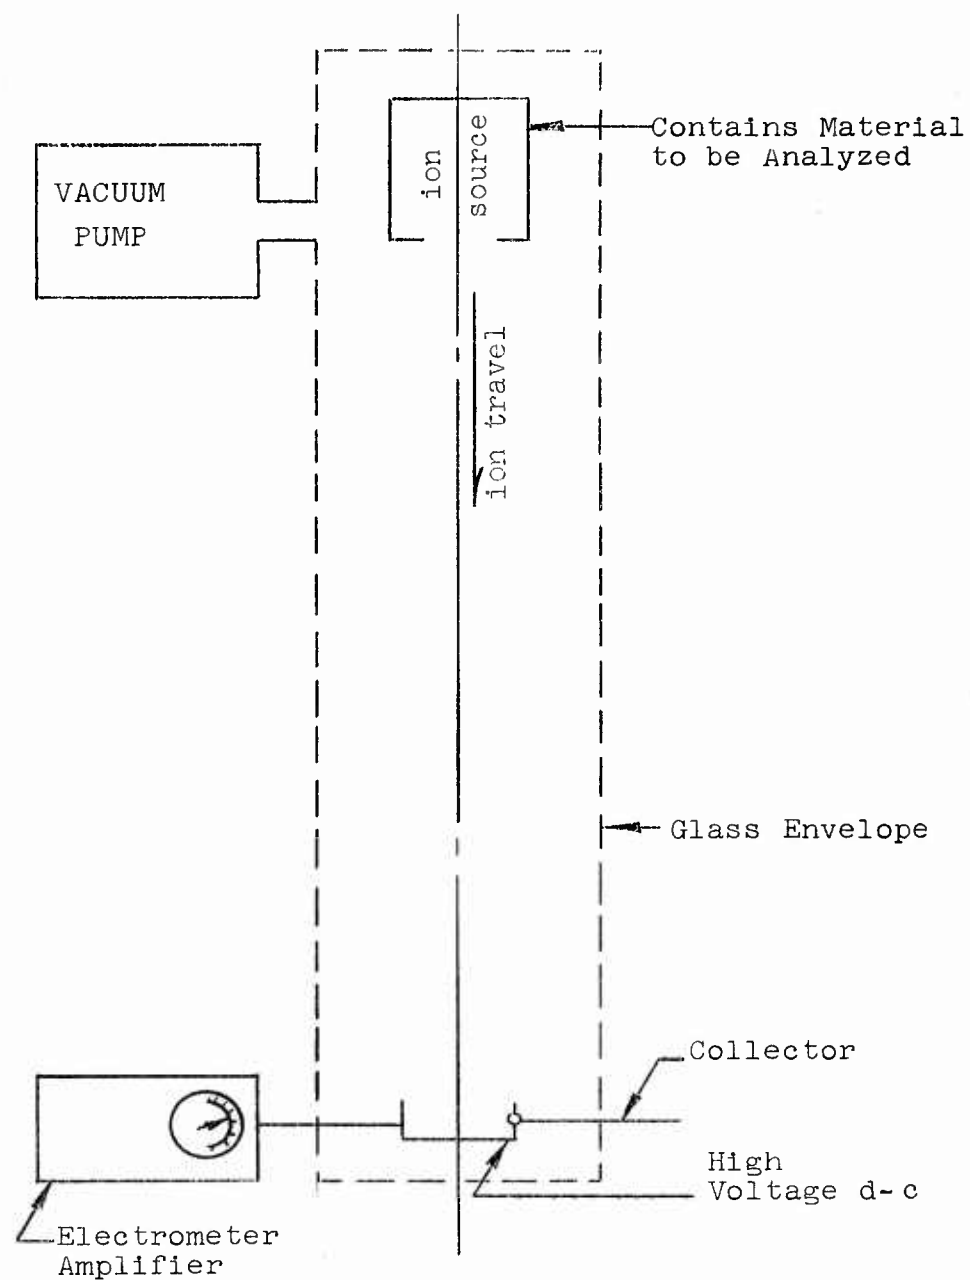 Contains Material
to be Analyzed
VACUUM
PUMP
ion
source
ion travel
Glass Envelope
Collector
High
Voltage d-c
Electrometer
Amplifier